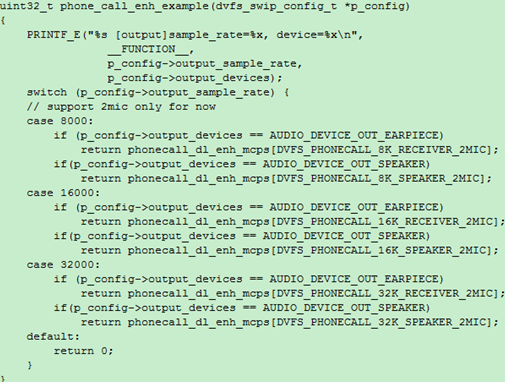 uint32_t phone_call_enh_example(dvfs_swip_config_t *p_config)
{
    PRINTF_E("%s [output]sample_rate=%x, device=%x\n",
            __FUNCTION__,
            p_config->output_sample_rate,
            p_config->output_devices);
    switch (p_config->output_sample_rate) {
    // support 2mic only for now
    case 8000:
        if (p_config->output_devices == AUDIO_DEVICE_OUT_EARPIECE)
            return phonecall_dl_enh_mcps[DVFS_PHONECALL_8K_RECEIVER_2MIC];
        if(p_config->output_devices == AUDIO_DEVICE_OUT_SPEAKER)
            return phonecall_dl_enh_mcps[DVFS_PHONECALL_8K_SPEAKER_2MIC];
    case 16000:
        if (p_config->output_devices == AUDIO_DEVICE_OUT_EARPIECE)
            return phonecall_dl_enh_mcps[DVFS_PHONECALL_16K_RECEIVER_2MIC];
        if(p_config->output_devices == AUDIO_DEVICE_OUT_SPEAKER)
            return phonecall_dl_enh_mcps[DVFS_PHONECALL_16K_SPEAKER_2MIC];
    case 32000:
        if (p_config->output_devices == AUDIO_DEVICE_OUT_EARPIECE)
            return phonecall_dl_enh_mcps[DVFS_PHONECALL_32K_RECEIVER_2MIC];
        if(p_config->output_devices == AUDIO_DEVICE_OUT_SPEAKER)
            return phonecall_dl_enh_mcps[DVFS_PHONECALL_32K_SPEAKER_2MIC];
    default:
        return 0;
    }
}